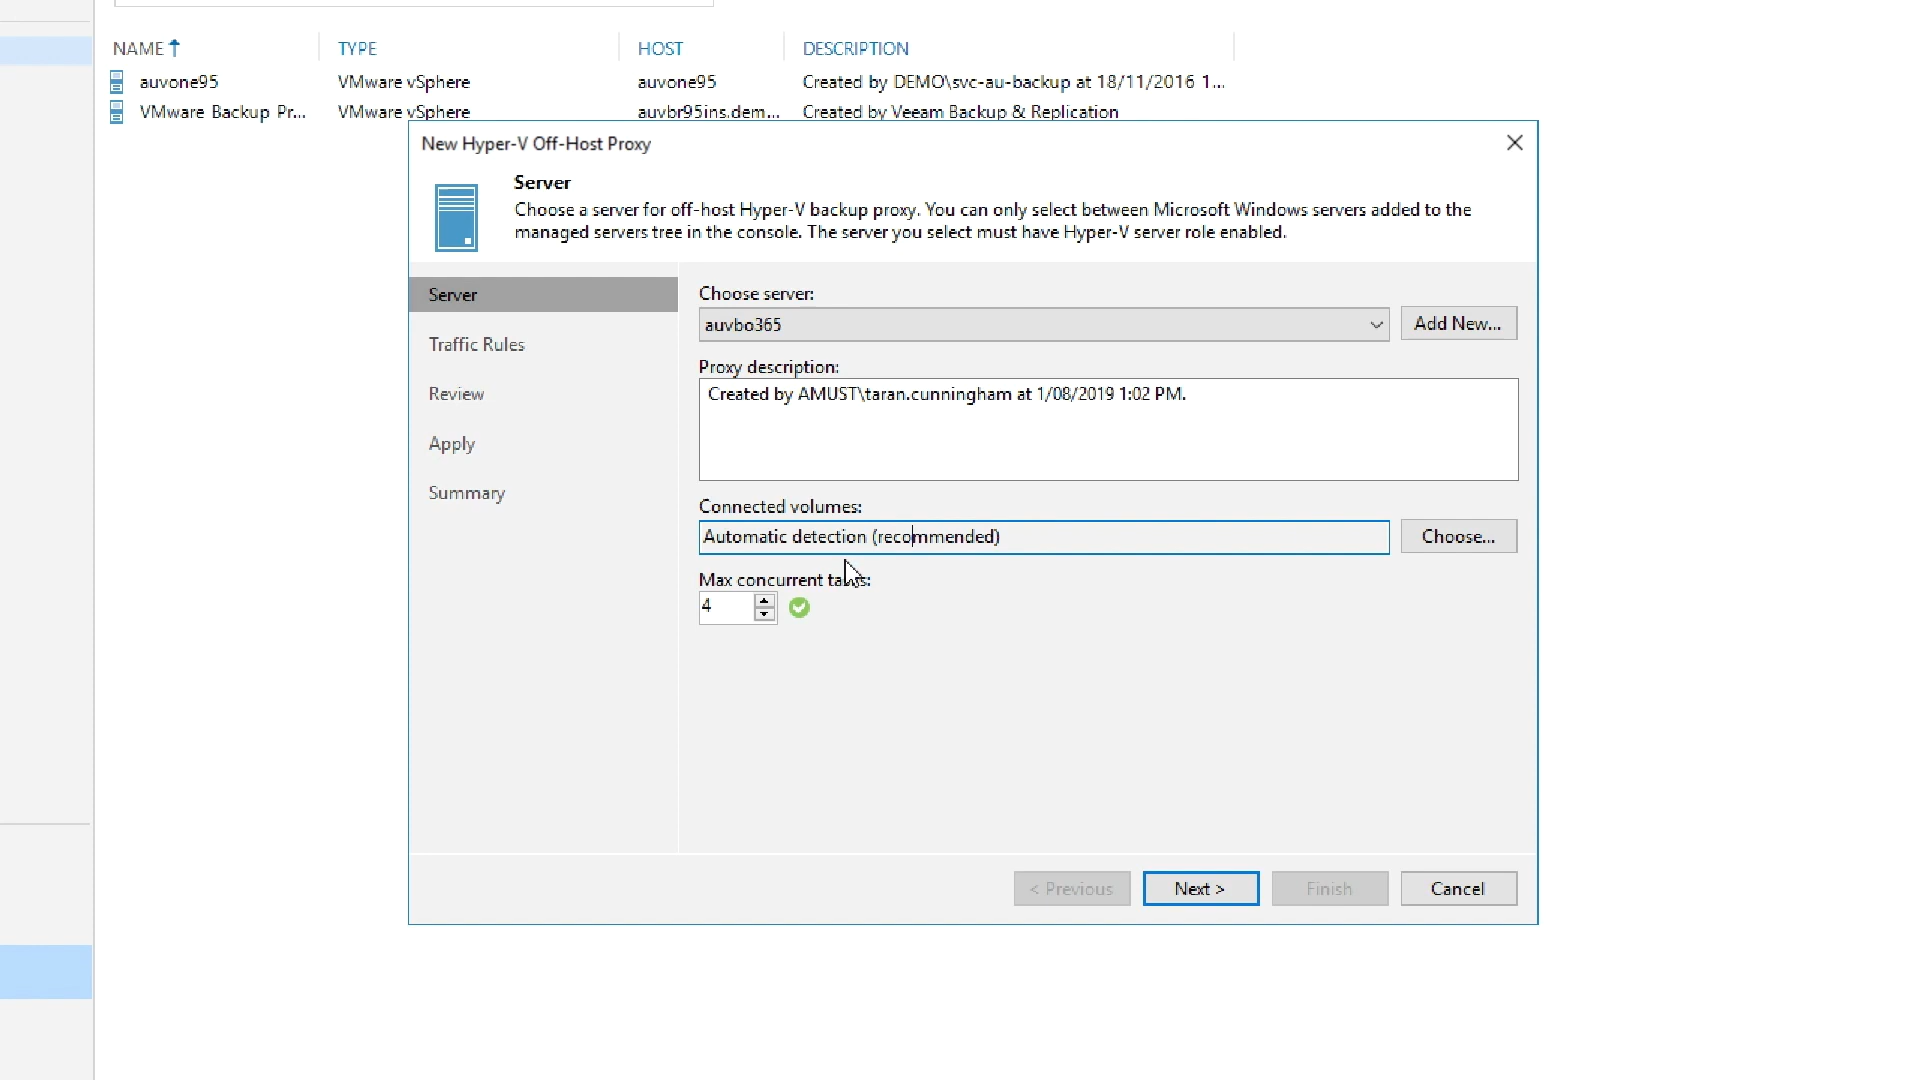 NAME TYPE HOST DESCRIPTION
auvone95 VMware vSphere auvone95 Created by DEMO\svc-au-backup at 18/11/2016 1...
VMware Backup Pr... VMware vSphere auvbr95ins.dem... Created by Veeam Backup & Replication
New Hyper-V Off-Host Proxy
Server
Choose a server for off-host Hyper-V backup proxy. You can only select between Microsoft Windows servers added to the
managed servers tree in the console. The server you select must have Hyper-V server role enabled.
Server
Traffic Rules
Review
Apply
Summary
Choose server:
auvbo365
Add New...
Proxy description:
Created by AMUST\taran.cunningham at 1/08/2019 1:02 PM.
Connected volumes:
Automatic detection (recommended)
Choose...
Max concurrent tasks:
4
< Previous
Next >
Finish
Cancel